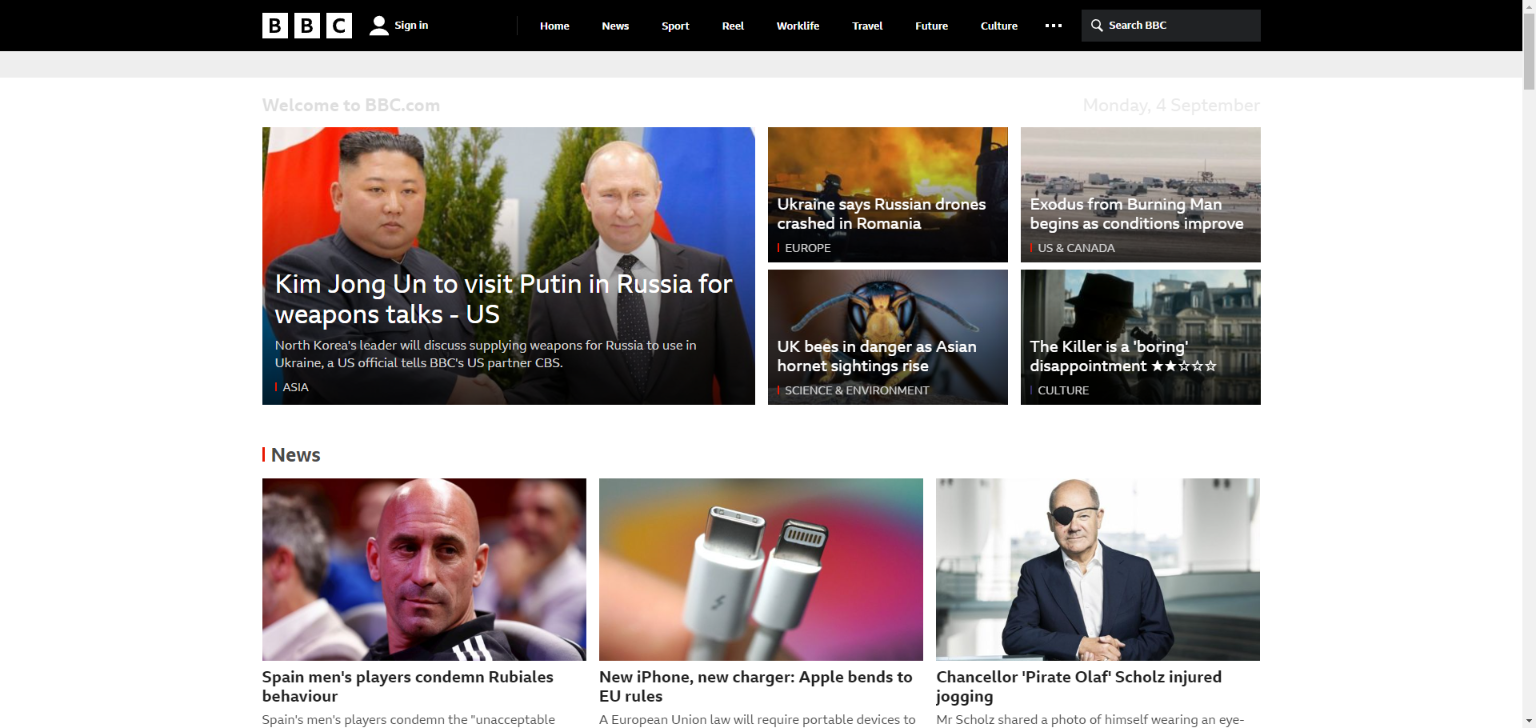 BBC
Sign in
Home
News
Sport
Reel
Worklife
Travel
Future
Culture
Search BBC
Welcome to BBC.com
Monday, 4 September
Kim Jong Un to visit Putin in Russia for
weapons talks - US
North Korea's leader will discuss supplying weapons for Russia to use in
Ukraine, a US official tells BBC's US partner CBS.
ASIA
Ukraine says Russian drones
crashed in Romania
EUROPE
Exodus from Burning Man
begins as conditions improve
US & CANADA
UK bees in danger as Asian
hornet sightings rise
SCIENCE & ENVIRONMENT
The Killer is a 'boring'
disappointment ★★☆☆☆
CULTURE
News
Spain men's players condemn Rubiales
behaviour
Spain's men's players condemn the "unacceptable
New iPhone, new charger: Apple bends to
EU rules
A European Union law will require portable devices to
Chancellor 'Pirate Olaf' Scholz injured
jogging
Mr Scholz shared a photo of himself wearing an eye-